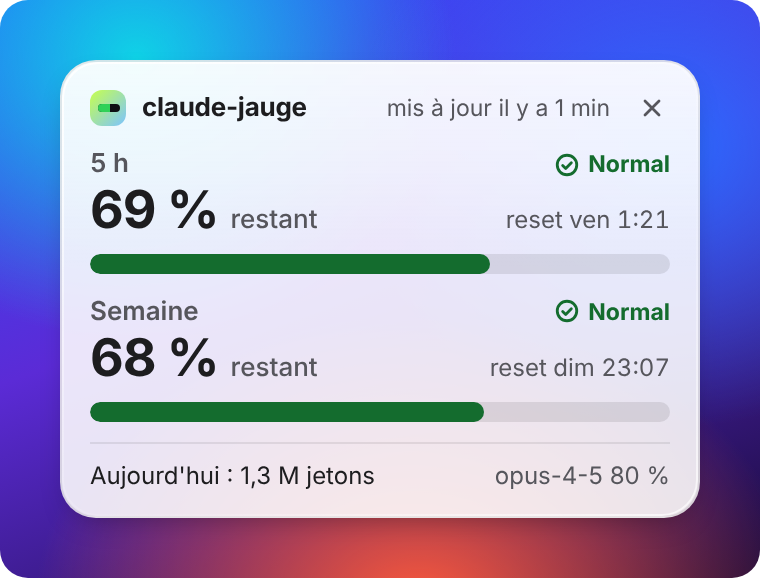 claude-jauge mis à jour il y a 1 min
5 h Normal
69 % restant reset ven 1:21
Semaine Normal
68 % restant reset dim 23:07
Aujourd'hui : 1,3 M jetons opus-4-5 80 %